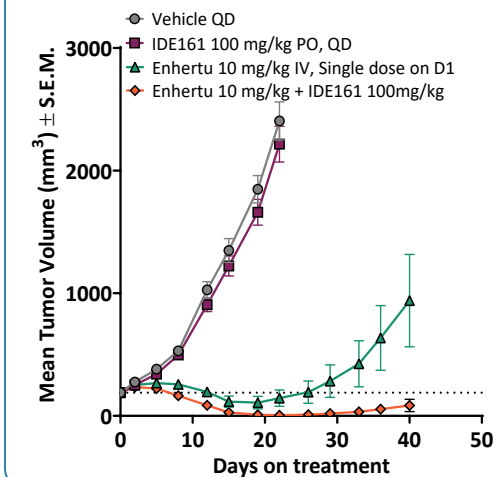 Vehicle QD
IDE161 100 mg/kg PO, QD
Enhertu 10 mg/kg IV, Single dose on D1
Enhertu 10 mg/kg + IDE161 100mg/kg
Mean Tumor Volume (mm³) ± S.E.M.
3000
2000
1000
0
0 10 20 30 40 50
Days on treatment